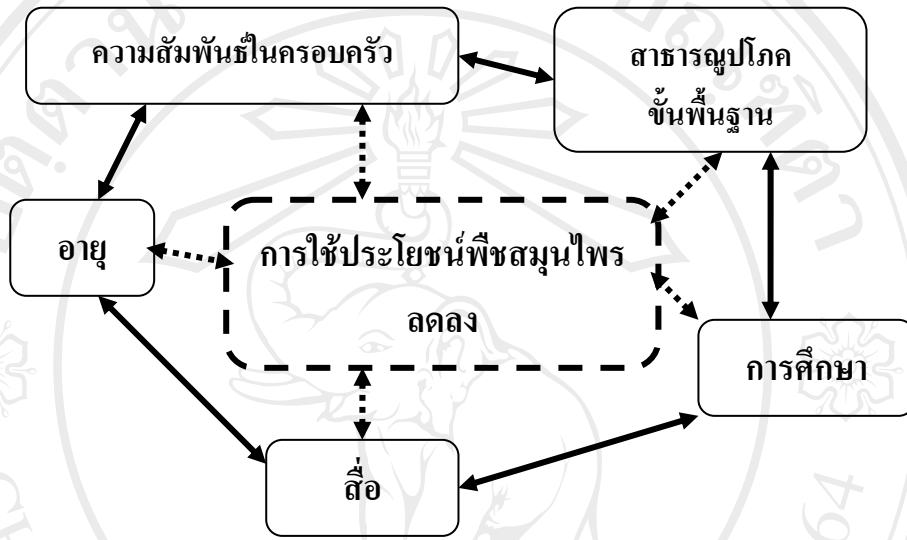 ความสัมพันธ์ในครอบครัว
สาธารณูปโภค
ขั้นพื้นฐาน
อายุ
การใช้ประโยชน์พืชสมุนไพร
ลดลง
การศึกษา
สื่อ
64